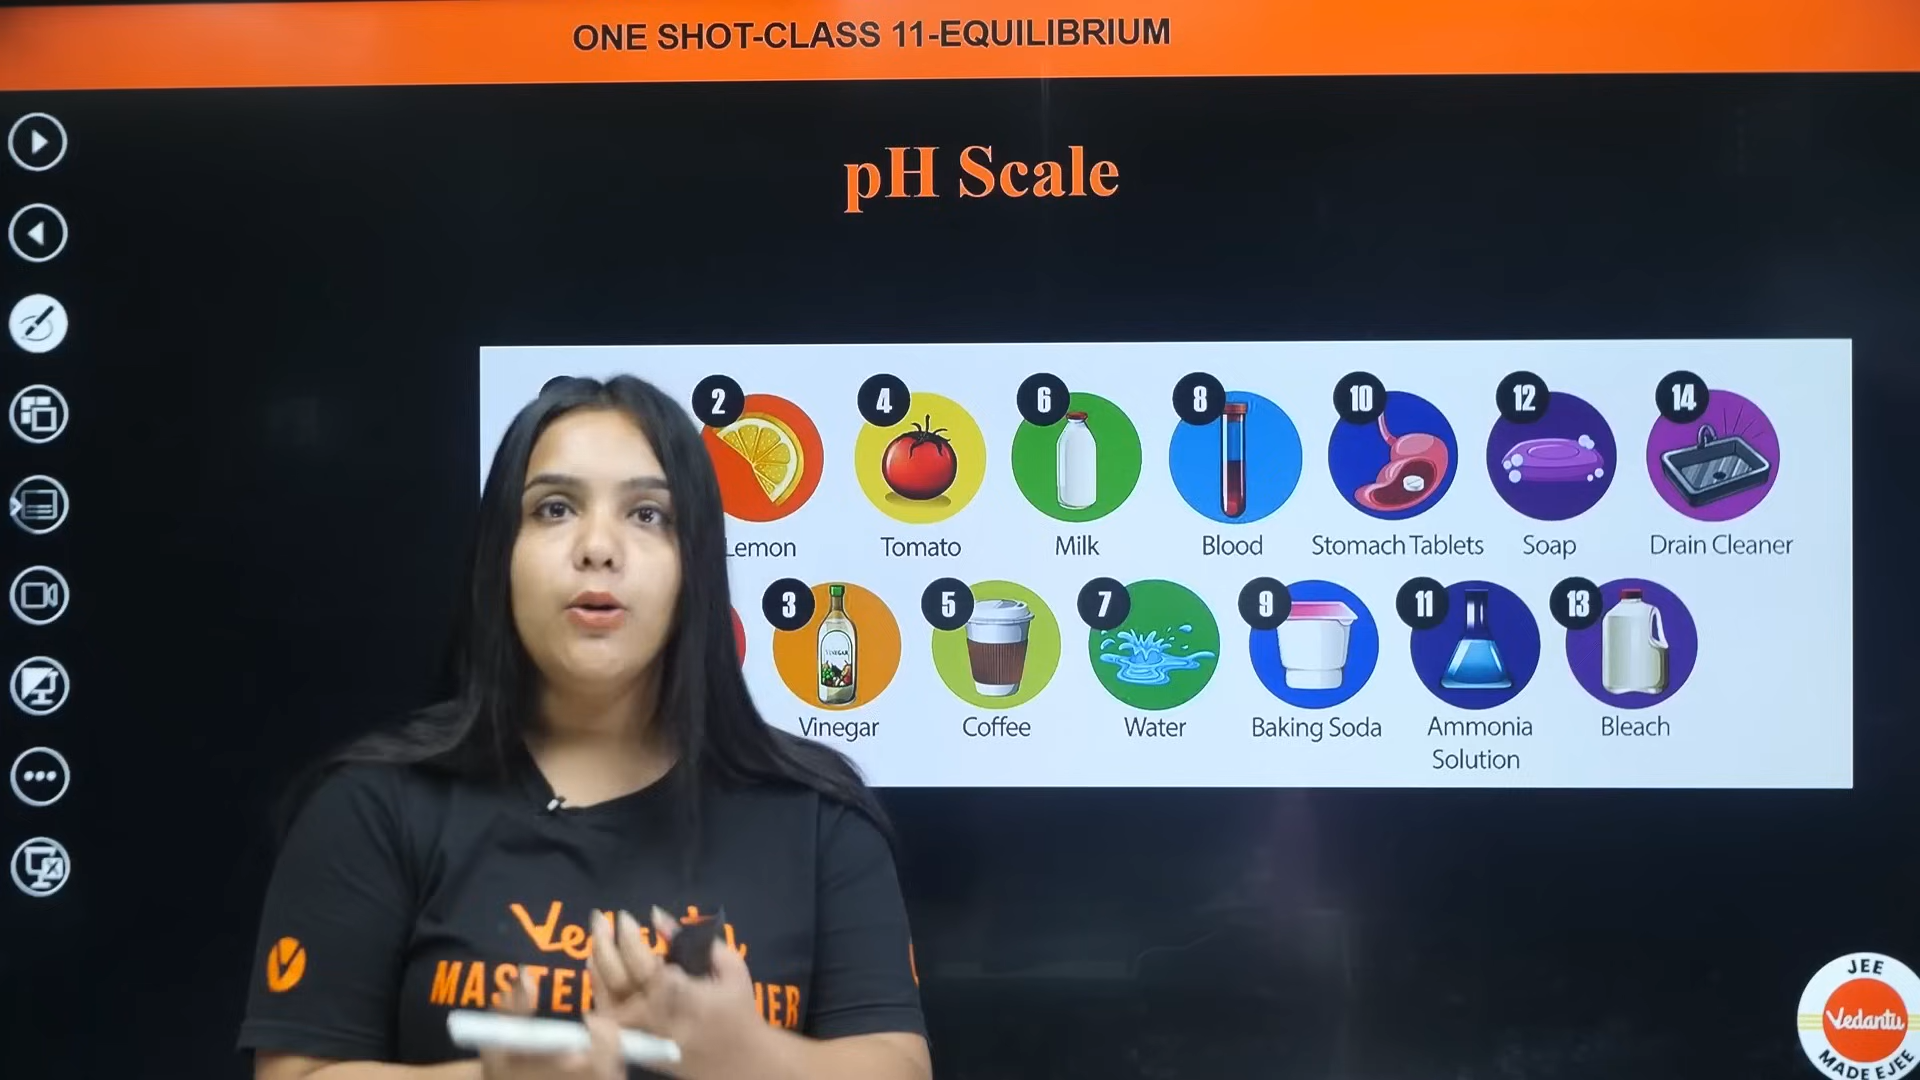 ONE SHOT-CLASS 11-EQUILIBRIUM
pH Scale
2
4
6
8
10
12
14
Lemon
Tomato
Milk
Blood
Stomach Tablets
Soap
Drain Cleaner
3
5
7
9
11
13
VINEGAR
Vinegar
Coffee
Water
Baking Soda
Ammonia
Solution
Bleach
JEE
Vedantu
MADE EJEE